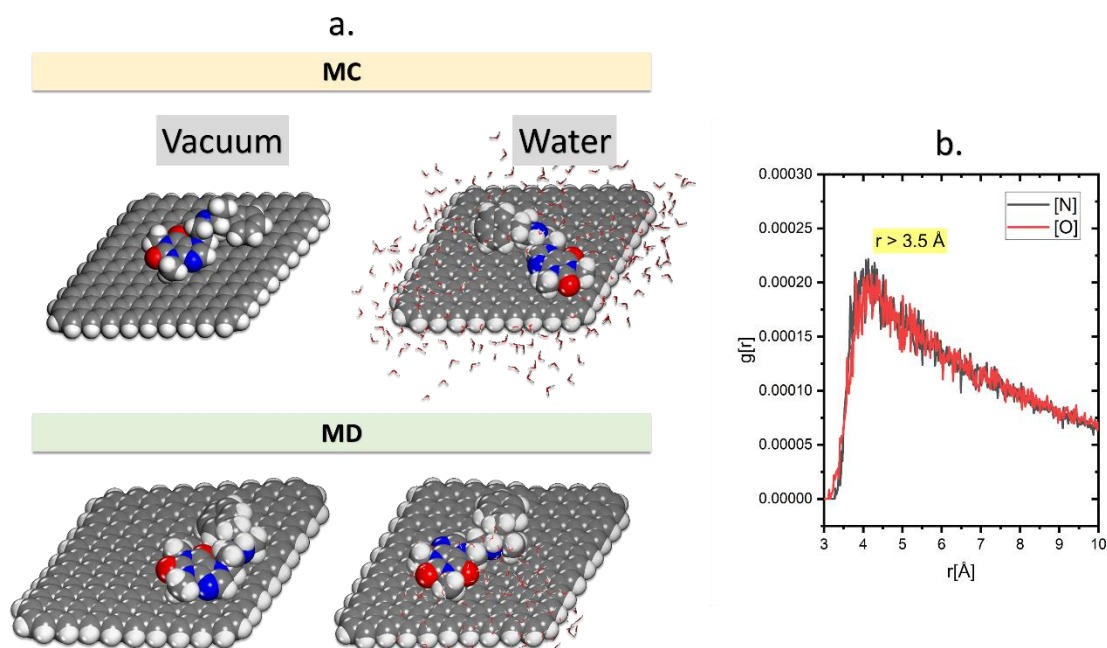 a.
MC
Vacuum
Water
MD
b.
0.00030
0.00025
0.00020
0.00015
0.00010
0.00005
0.00000
g[r]
[N]
[O]
r > 3.5 Å
3 4 5 6 7 8 9 10
r[Å]